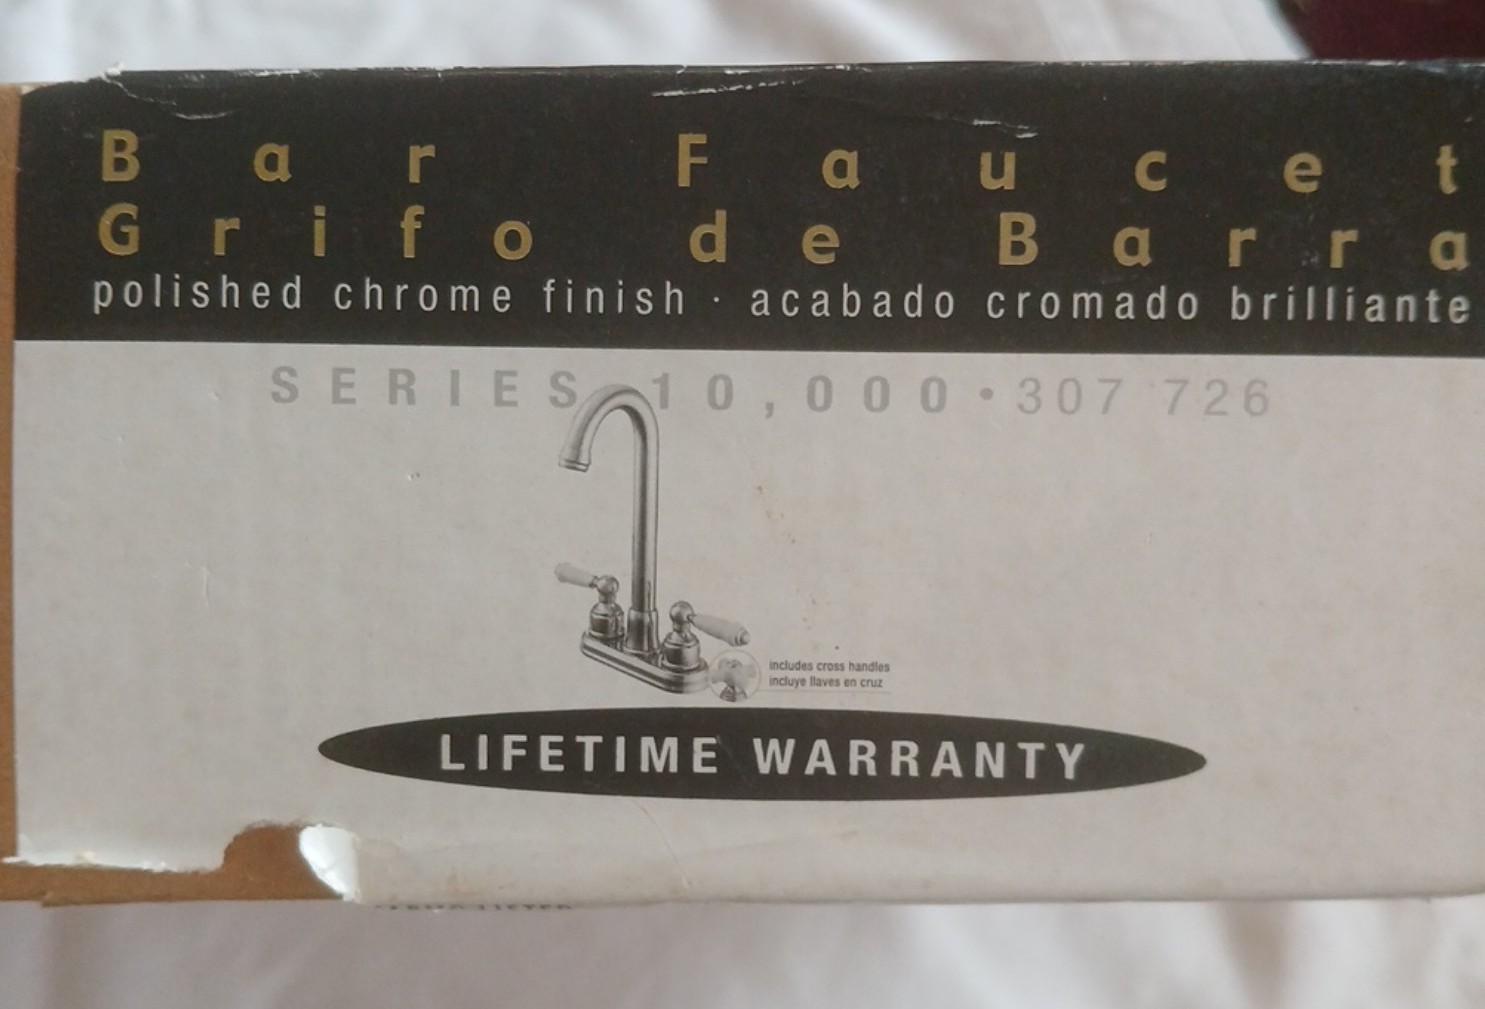 Bar Faucet
Grifo de Barra
polished chrome finish · acabado cromado brilliante
SERIES 10,000 • 307 726
includes cross handles
incluye llaves en cruz
LIFETIME WARRANTY